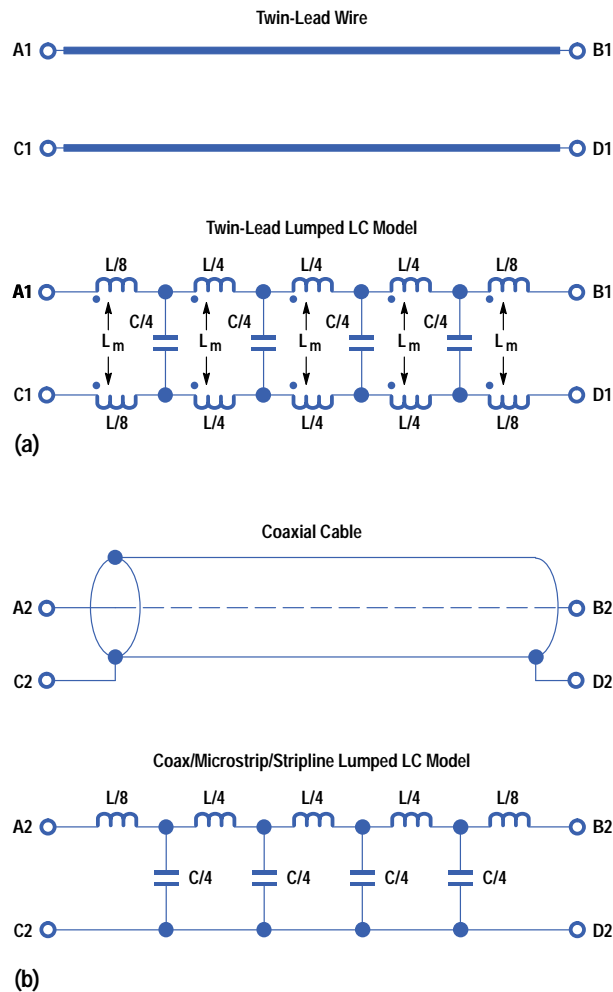 Twin-Lead Wire
A1 B1
C1 D1
Twin-Lead Lumped LC Model
L/8 L/4 L/4 L/4 L/8
A1 B1
C/4 C/4 C/4 C/4
Lm Lm Lm Lm Lm
C1 D1
L/8 L/4 L/4 L/4 L/8
(a)
Coaxial Cable
A2 B2
C2 D2
Coax/Microstrip/Stripline Lumped LC Model
L/8 L/4 L/4 L/4 L/8
A2 B2
C/4 C/4 C/4 C/4
C2 D2
(b)